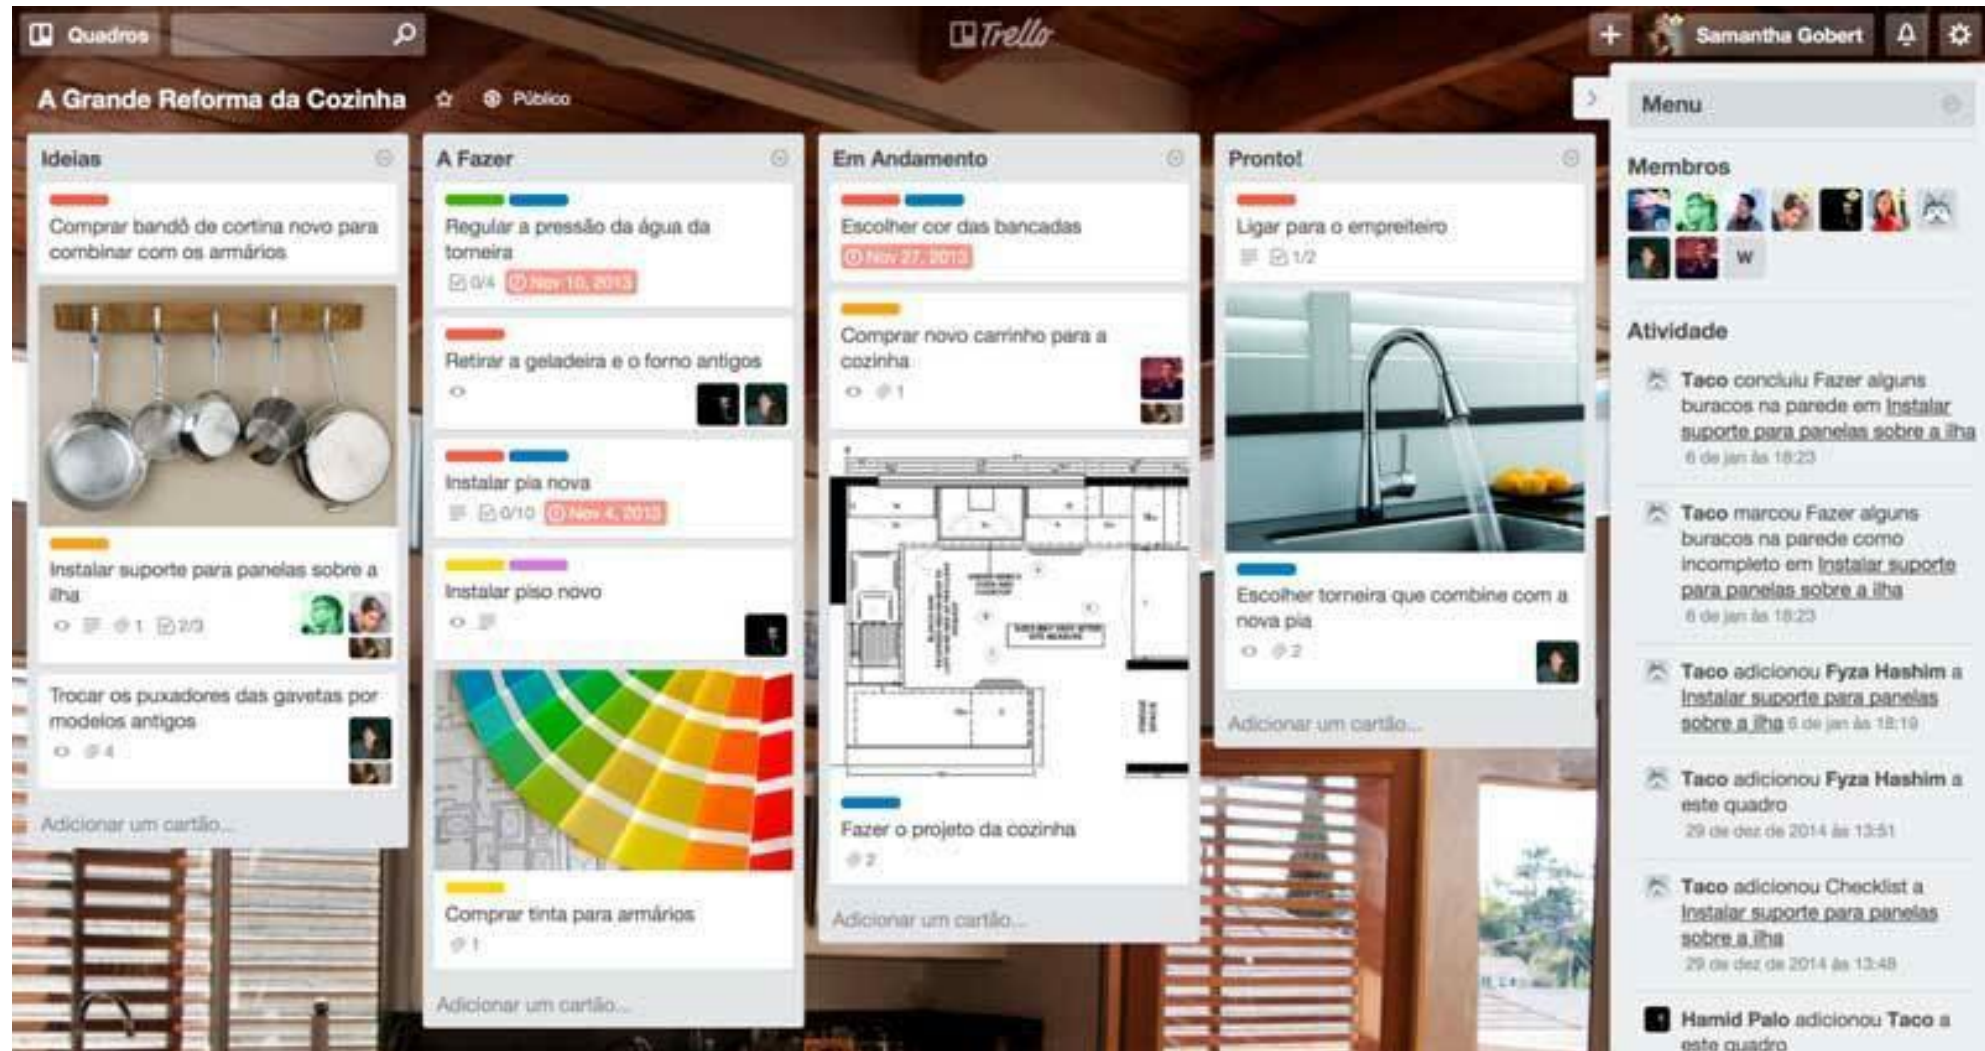 Quadros
Trello
Samantha Gobert
A Grande Reforma da Cozinha
Público
Ideias
Comprar bandô de cortina novo para
combinar com os armários
Instalar suporte para panelas sobre a
ilha
1 2/3
Trocar os puxadores das gavetas por
modelos antigos
4
Adicionar um cartão...
A Fazer
Regular a pressão da água da
torneira
0/4 Nov 10, 2013
Retirar a geladeira e o forno antigos
Instalar pia nova
0/10 Nov 4, 2013
Instalar piso novo
Comprar tinta para armários
1
Adicionar um cartão...
Em Andamento
Escolher cor das bancadas
Nov 27, 2013
Comprar novo carrinho para a
cozinha
1
Fazer o projeto da cozinha
2
Adicionar um cartão...
Pronto!
Ligar para o empreiteiro
1/2
Escolher torneira que combine com a
nova pia
2
Adicionar um cartão...
Menu
Membros
W
Atividade
Taco concluiu Fazer alguns
buracos na parede em Instalar
suporte para panelas sobre a ilha
6 de jan às 18:23
Taco marcou Fazer alguns
buracos na parede como
incompleto em Instalar suporte
para panelas sobre a ilha
6 de jan às 18:23
Taco adicionou Fyza Hashim a
Instalar suporte para panelas
sobre a ilha 6 de jan às 18:19
Taco adicionou Fyza Hashim a
este quadro
29 de dez de 2014 às 13:51
Taco adicionou Checklist a
Instalar suporte para panelas
sobre a ilha
29 de dez de 2014 às 13:48
Hamid Palo adicionou Taco a
este quadro